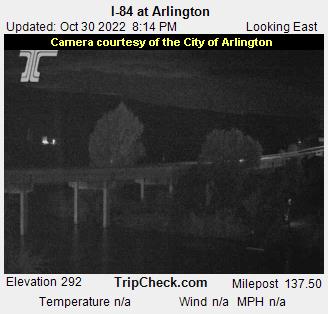 I-84 at Arlington
Updated: Oct 30 2022 8:14 PM Looking East
Camera courtesy of the City of Arlington
Elevation 292 TripCheck.com Milepost 137.50
Temperature n/a Wind n/a MPH n/a